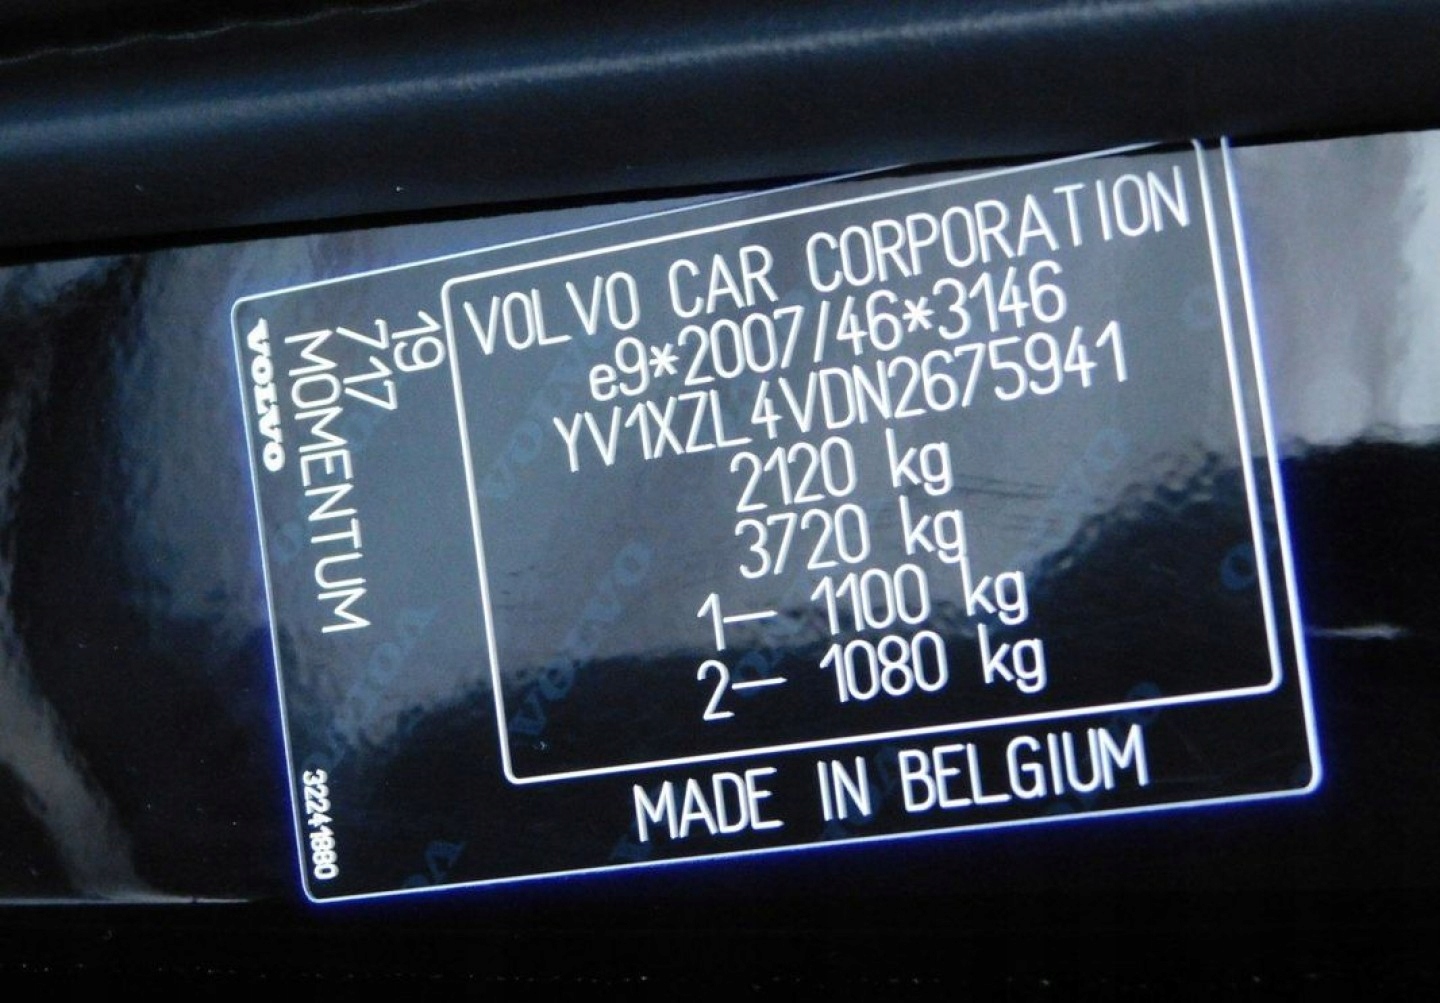 VOLVO CAR CORPORATION
e9*2007/46*3146
YV1XZL4VDN2675941
2120 kg
3720 kg
1– 1100 kg
2– 1080 kg
MADE IN BELGIUM
19
717
MOMENTUM
VOLVO
32241880